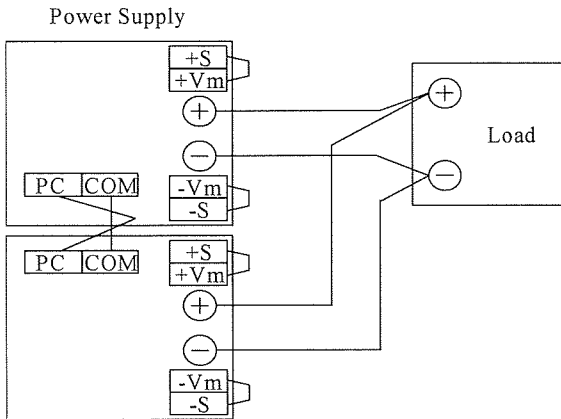 Power Supply
+S
+Vm
+
−
-Vm
-S
PC COM
PC COM
+S
+Vm
+
−
-Vm
-S
+
Load
−